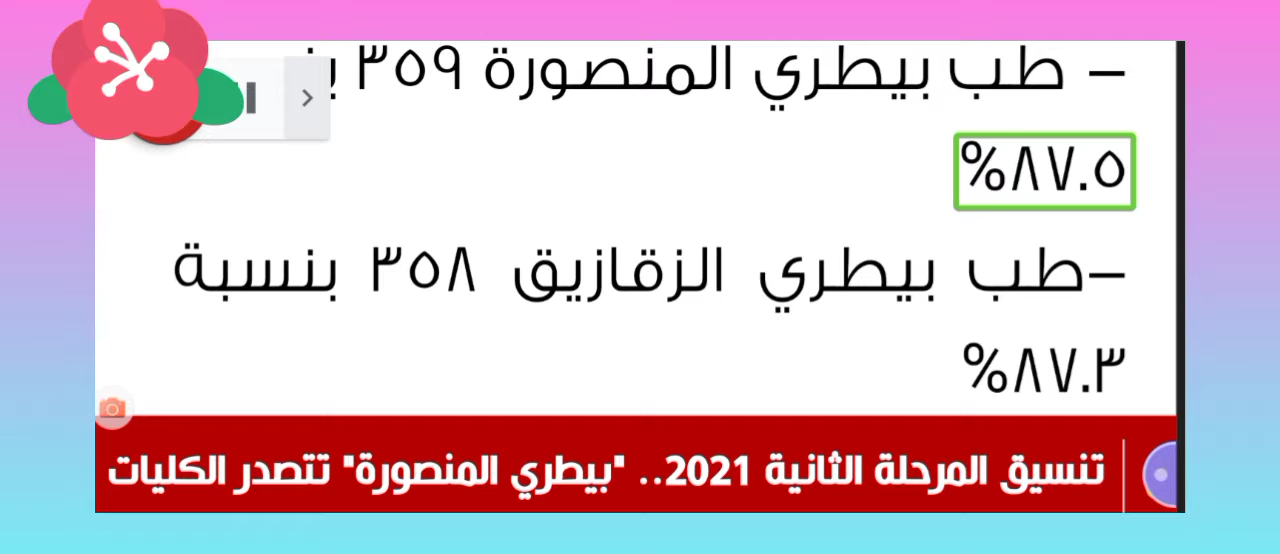 – طب بيطري المنصورة ٣٥٩
٨٧.٥%
–طب بيطري الزقازيق ٣٥٨ بنسبة
٨٧.٣%
تنسيق المرحلة الثانية 2021.. "بيطري المنصورة" تتصدر الكليات